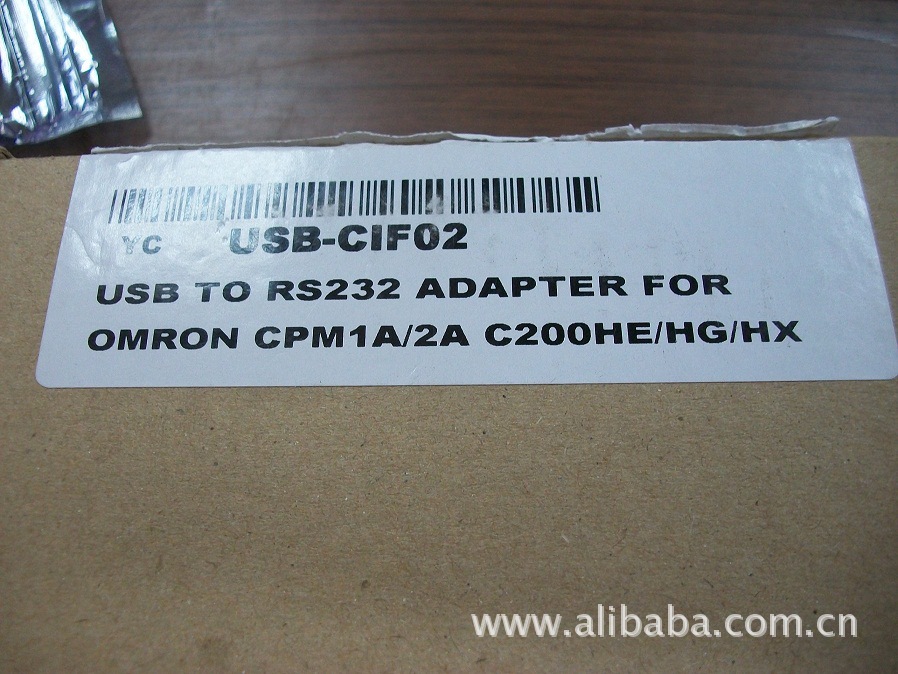 YC USB-CIF02
USB TO RS232 ADAPTER FOR
OMRON CPM1A/2A C200HE/HG/HX
www.alibaba.com.cn